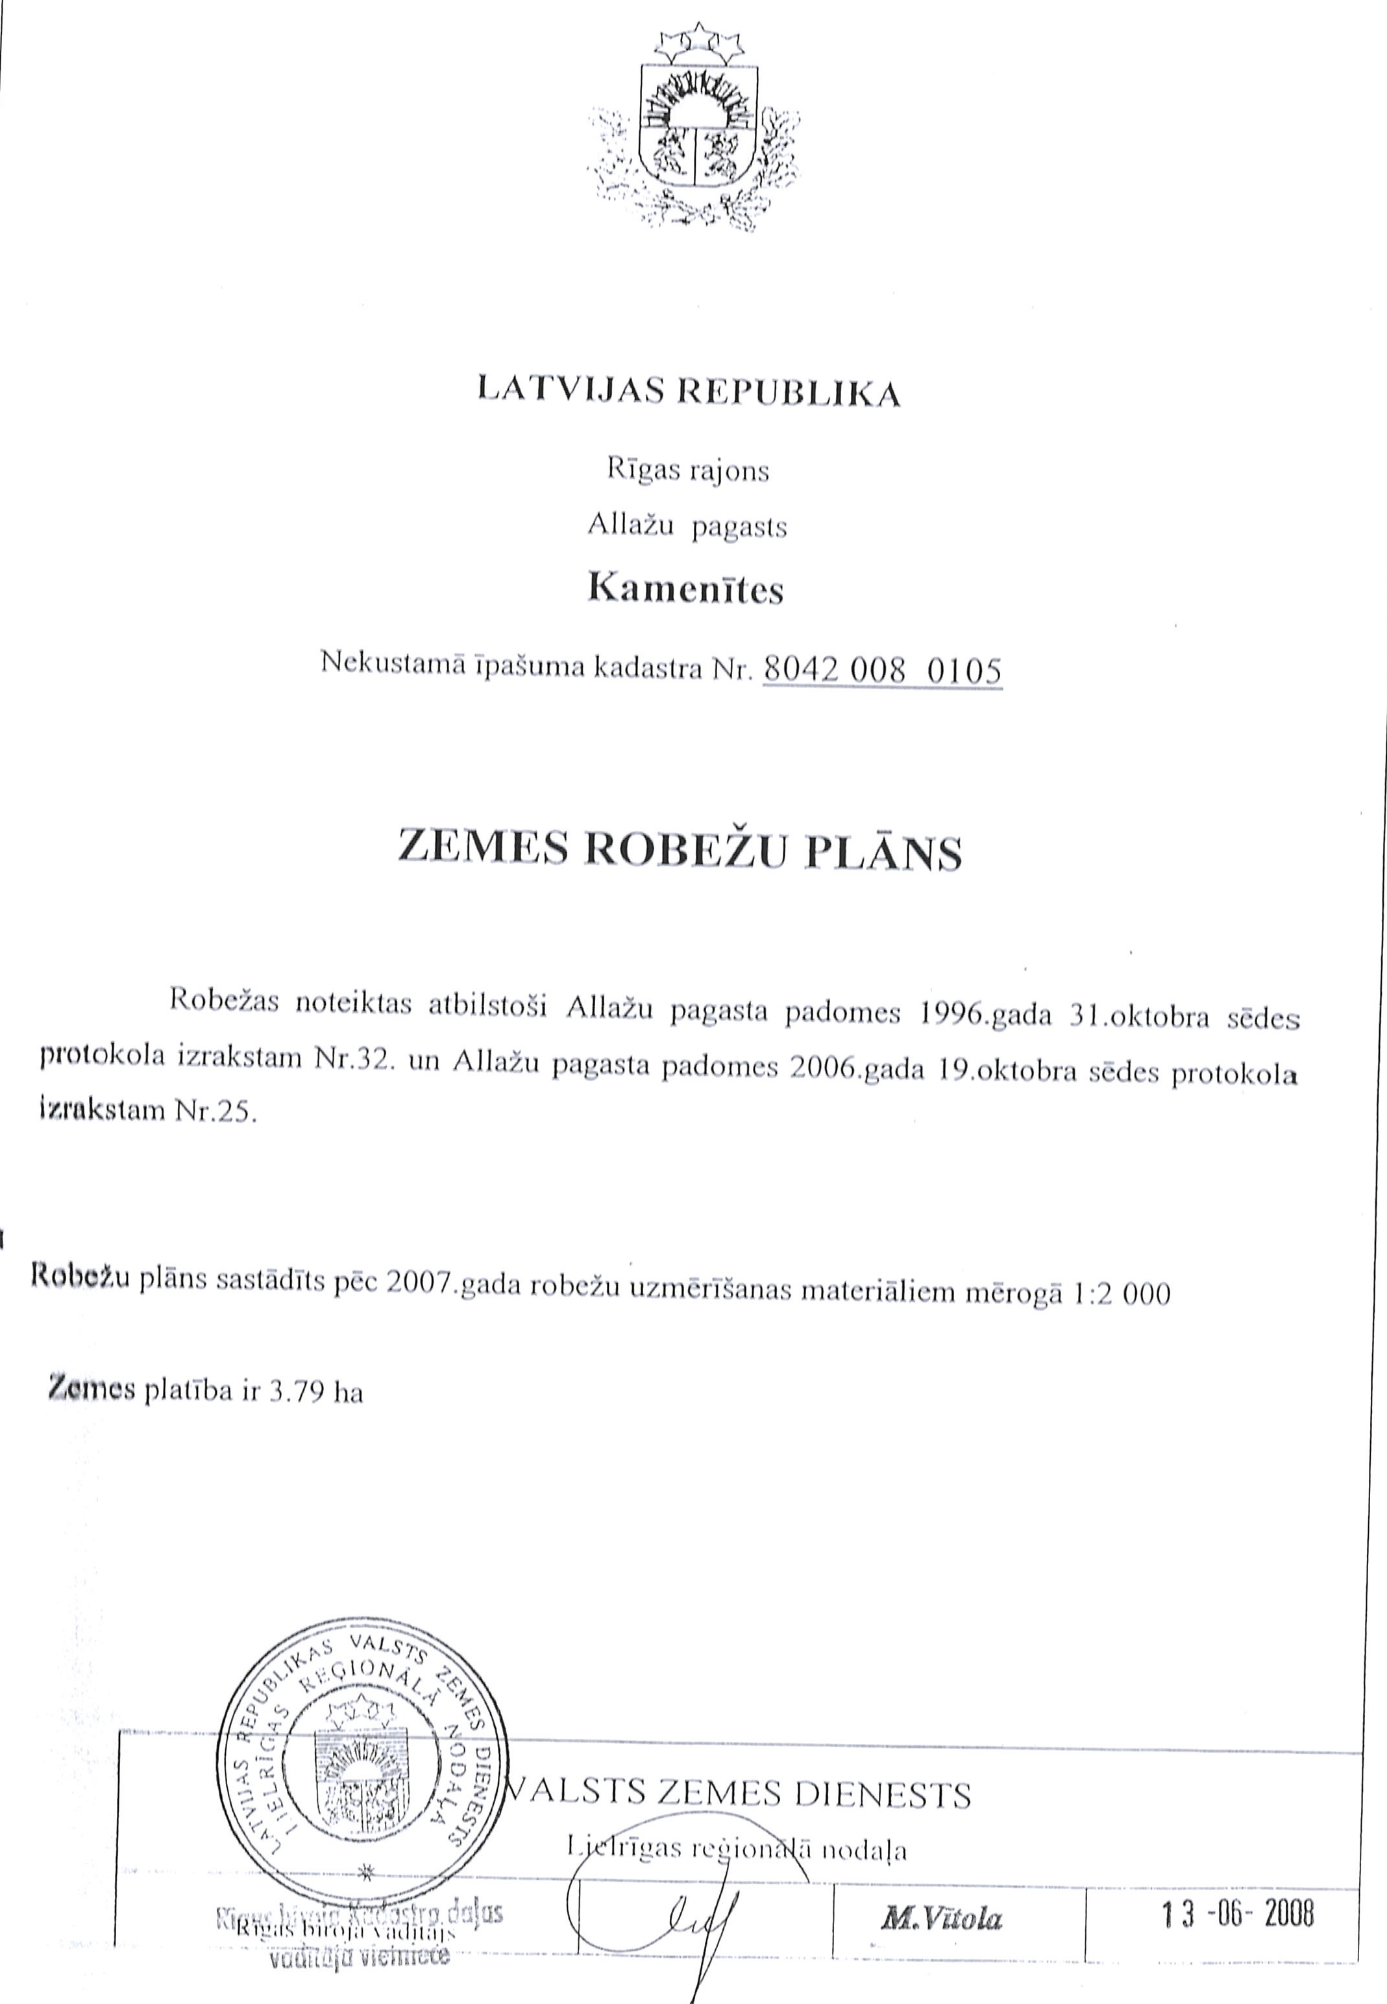 LATVIJAS REPUBLIKA
Rīgas rajons
Allažu pagasts
Kamenītes
Nekustamā īpašuma kadastra Nr. 8042 008 0105
ZEMES ROBEŽU PLĀNS
Robežas noteiktas atbilstoši Allažu pagasta padomes 1996.gada 31.oktobra sēdes
protokola izrakstam Nr.32. un Allažu pagasta padomes 2006.gada 19.oktobra sēdes protokola
izrakstam Nr.25.
Robežu plāns sastādīts pēc 2007.gada robežu uzmērīšanas materiāliem mērogā 1:2 000
Zemes platība ir 3.79 ha
LATVIJAS REPUBLIKAS VALSTS ZEMES DIENESTS
LIELRĪGAS REĢIONĀLĀ NODAĻA
VALSTS ZEMES DIENESTS
Lielrīgas reģionālā nodaļa
Rīgas biroja Kadastra daļas
Rīgas biroja vadītājs
vadītāja vietniece
M.Vītola
13 -06- 2008